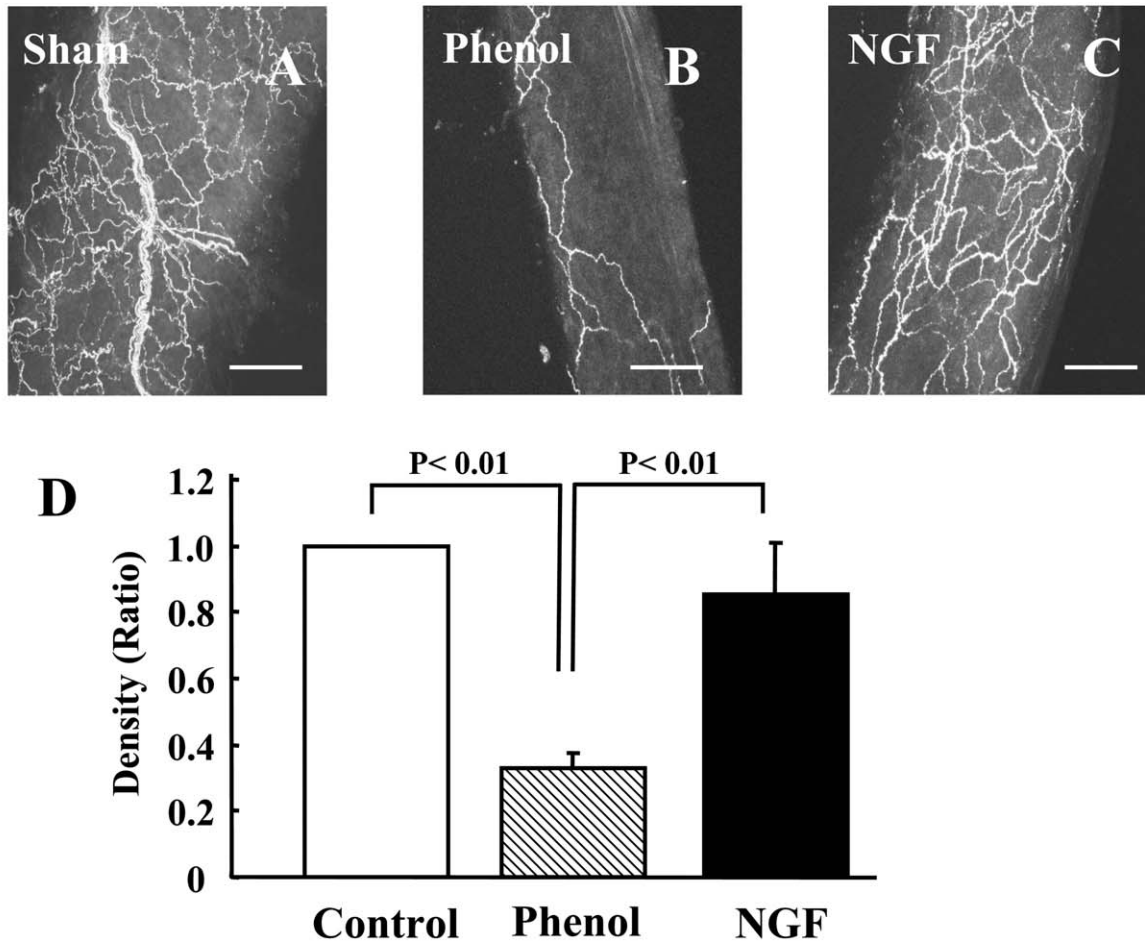 Sham
A
Phenol
B
NGF
C
D
P< 0.01
P< 0.01
Density (Ratio)
1.2
1.0
0.8
0.6
0.4
0.2
0
Control
Phenol
NGF